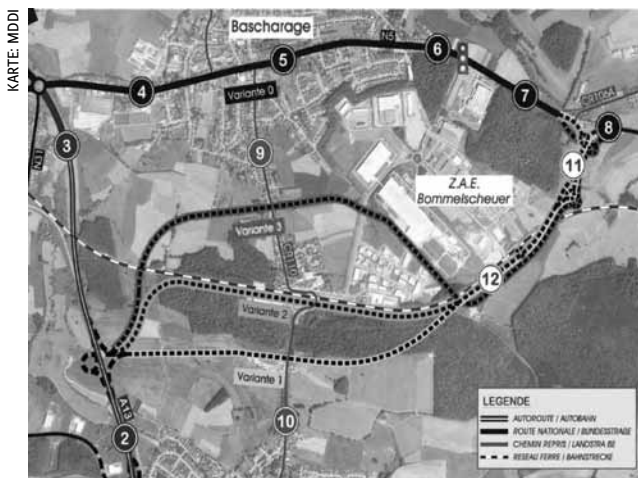 KARTE: MDDI
Bascharage
N5
6
5
4
Variante 0
7
CR106A
8
3
N31
9
11
Z.A.E.
Bommelscheuer
Variante 3
CR110
12
Variante 2
Variante 1
A13
2
10
LEGENDE
AUTOROUTE / AUTOBAHN
ROUTE NATIONALE / BUNDESSTRAßE
CHEMIN REPRIS / LANDSTRA BE
RESEAU FERRE / BAHNSTRECKE